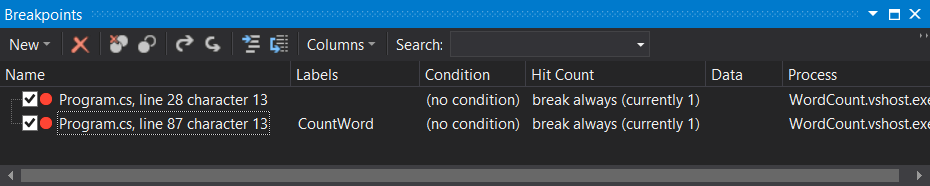 Breakpoints
New Columns Search:
Name Labels Condition Hit Count Data Process
Program.cs, line 28 character 13 (no condition) break always (currently 1) WordCount.vshost.exe
Program.cs, line 87 character 13 CountWord (no condition) break always (currently 1) WordCount.vshost.exe